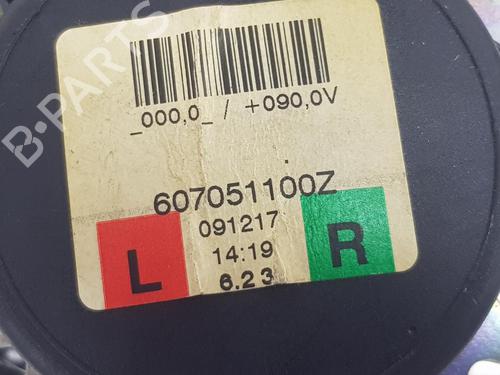 _000,0_ / +090,0V
607051100Z
091217
14:19
6.23
L
R
B-PARTS